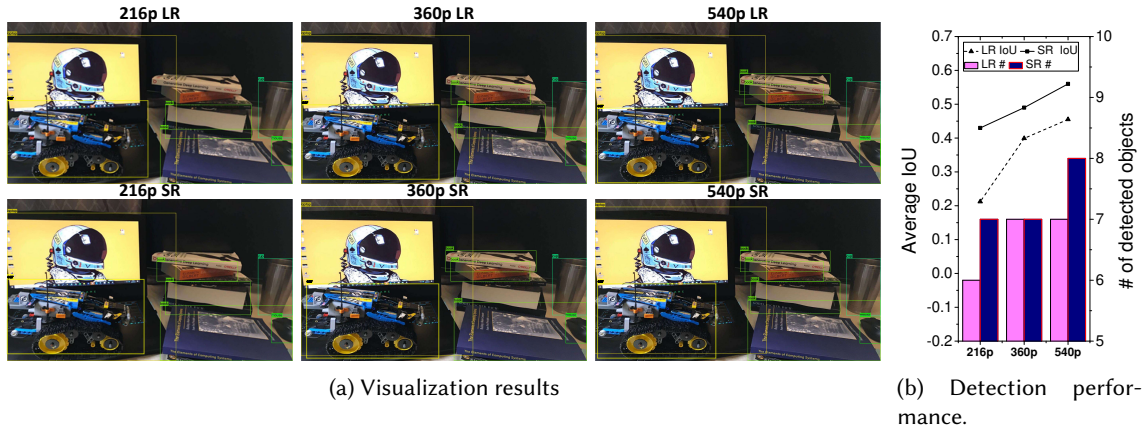 216p LR
360p LR
540p LR
216p SR
360p SR
540p SR
(a) Visualization results
LR IoU
SR IoU
LR #
SR #
Average IoU
0.7
0.6
0.5
0.4
0.3
0.2
0.1
0.0
-0.1
-0.2
216p
360p
540p
10
9
8
7
6
5
# of detected objects
(b) Detection perfor-
mance.